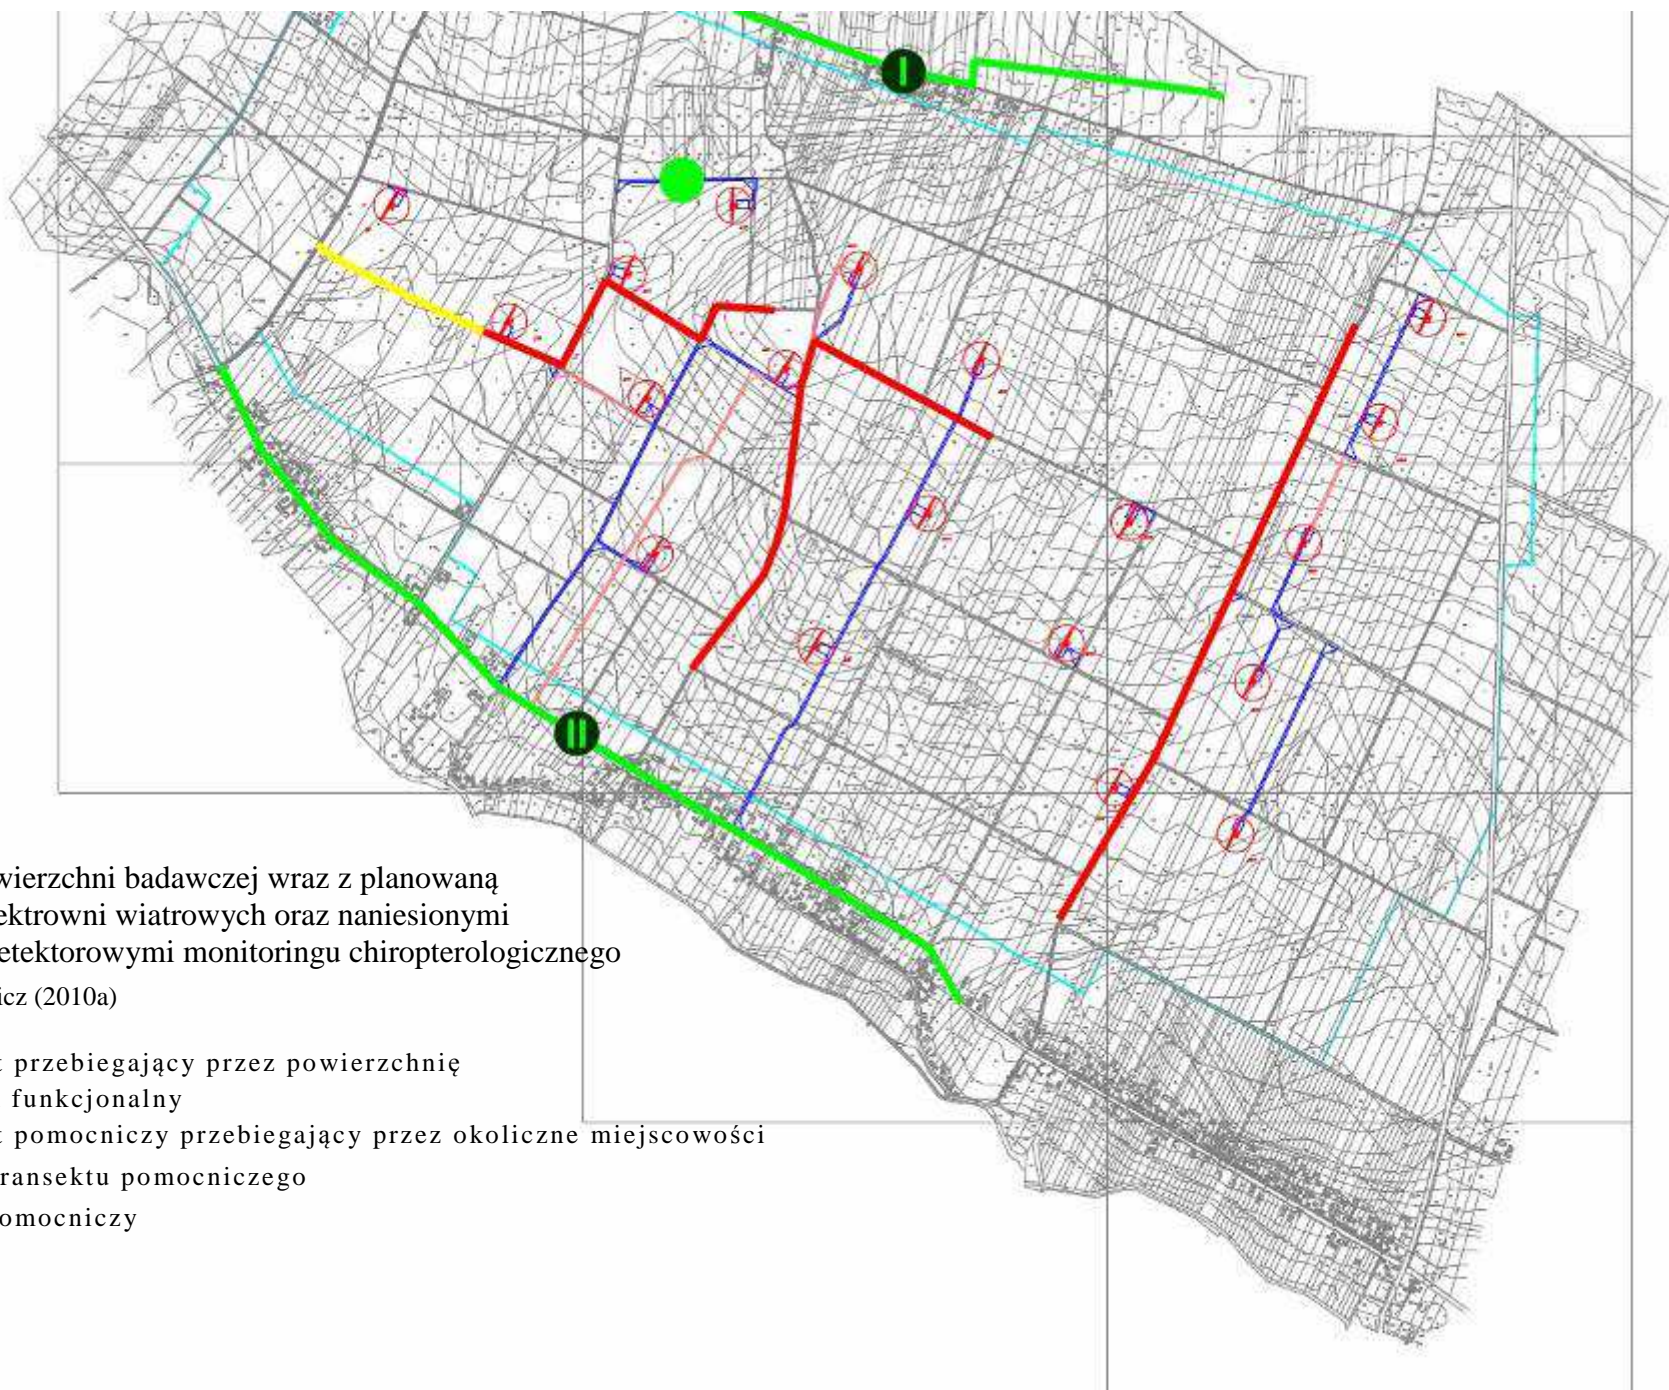 I
II
wierzchni badawczej wraz z planowaną
ektrowni wiatrowych oraz naniesionymi
etektorowymi monitoringu chiropterologicznego
icz (2010a)
t przebiegający przez powierzchnię
funkcjonalny
t pomocniczy przebiegający przez okoliczne miejscowości
ransektu pomocniczego
omocniczy